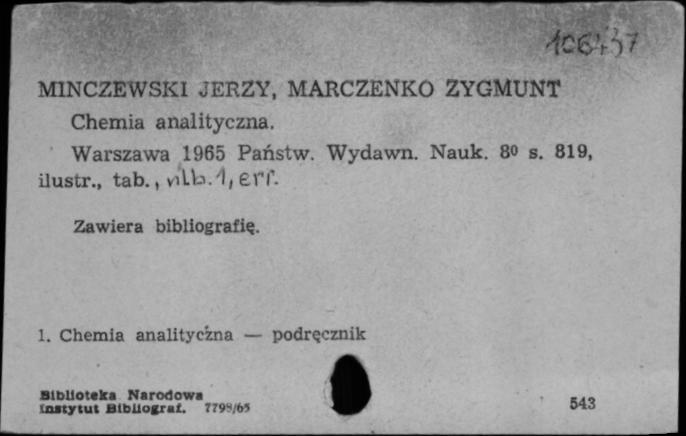 106437
MINCZEWSKI JERZY, MARCZENKO ZYGMUNT
Chemia analityczna.
Warszawa 1965 Państw. Wydawn. Nauk. 8º s. 819,
ilustr., tab., nlb. 1, err.
Zawiera bibliografię.
1. Chemia analityczna — podręcznik
Biblioteka Narodowa
Instytut Bibliograf. 7798/65 543